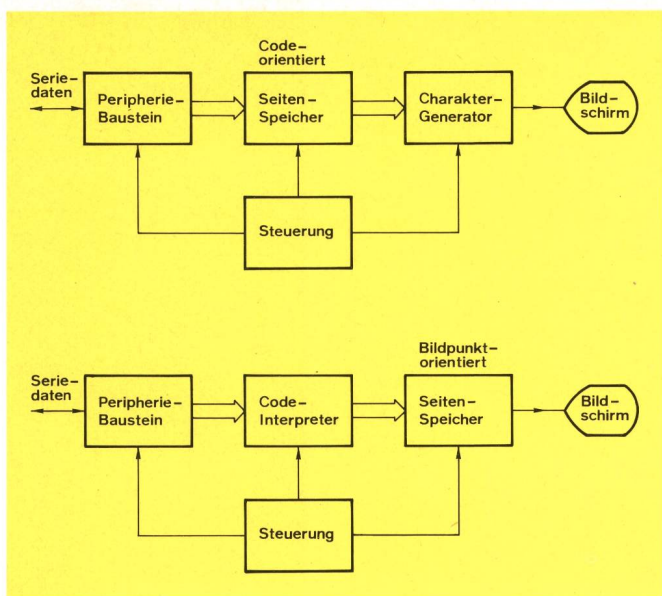 Code-
orientiert
Serie-
daten
Peripherie-
Baustein
Seiten-
Speicher
Charakter-
Generator
Bild-
schirm
Steuerung
Bildpunkt-
orientiert
Serie-
daten
Peripherie-
Baustein
Code-
Interpreter
Seiten-
Speicher
Bild-
schirm
Steuerung